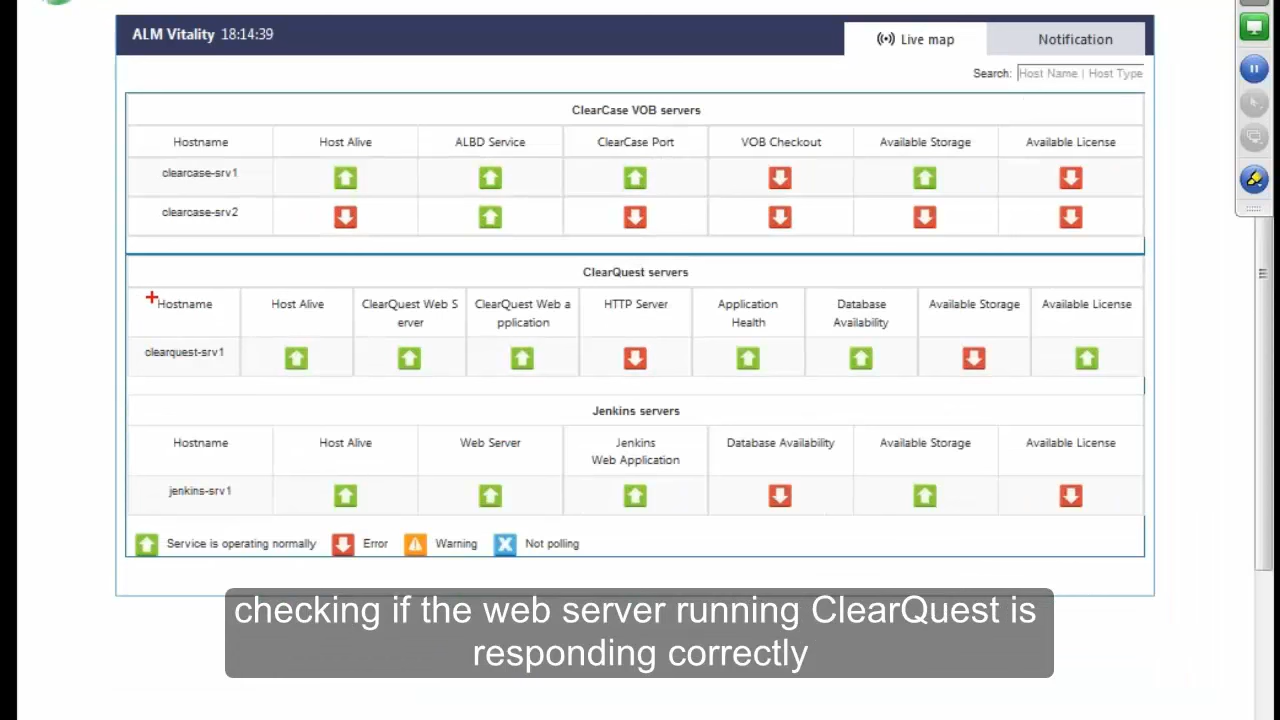 ALM Vitality 18:14:39
Live map
Notification
Search: Host Name | Host Type
ClearCase VOB servers
Hostname Host Alive ALBD Service ClearCase Port VOB Checkout Available Storage Available License
clearcase-srv1
clearcase-srv2
ClearQuest servers
Hostname Host Alive ClearQuest Web S ClearQuest Web a HTTP Server Application Database Available Storage Available License
erver pplication Health Availability
clearquest-srv1
Jenkins servers
Hostname Host Alive Web Server Jenkins Database Availability Available Storage Available License
Web Application
jenkins-srv1
Service is operating normally Error Warning Not polling
checking if the web server running ClearQuest is
responding correctly